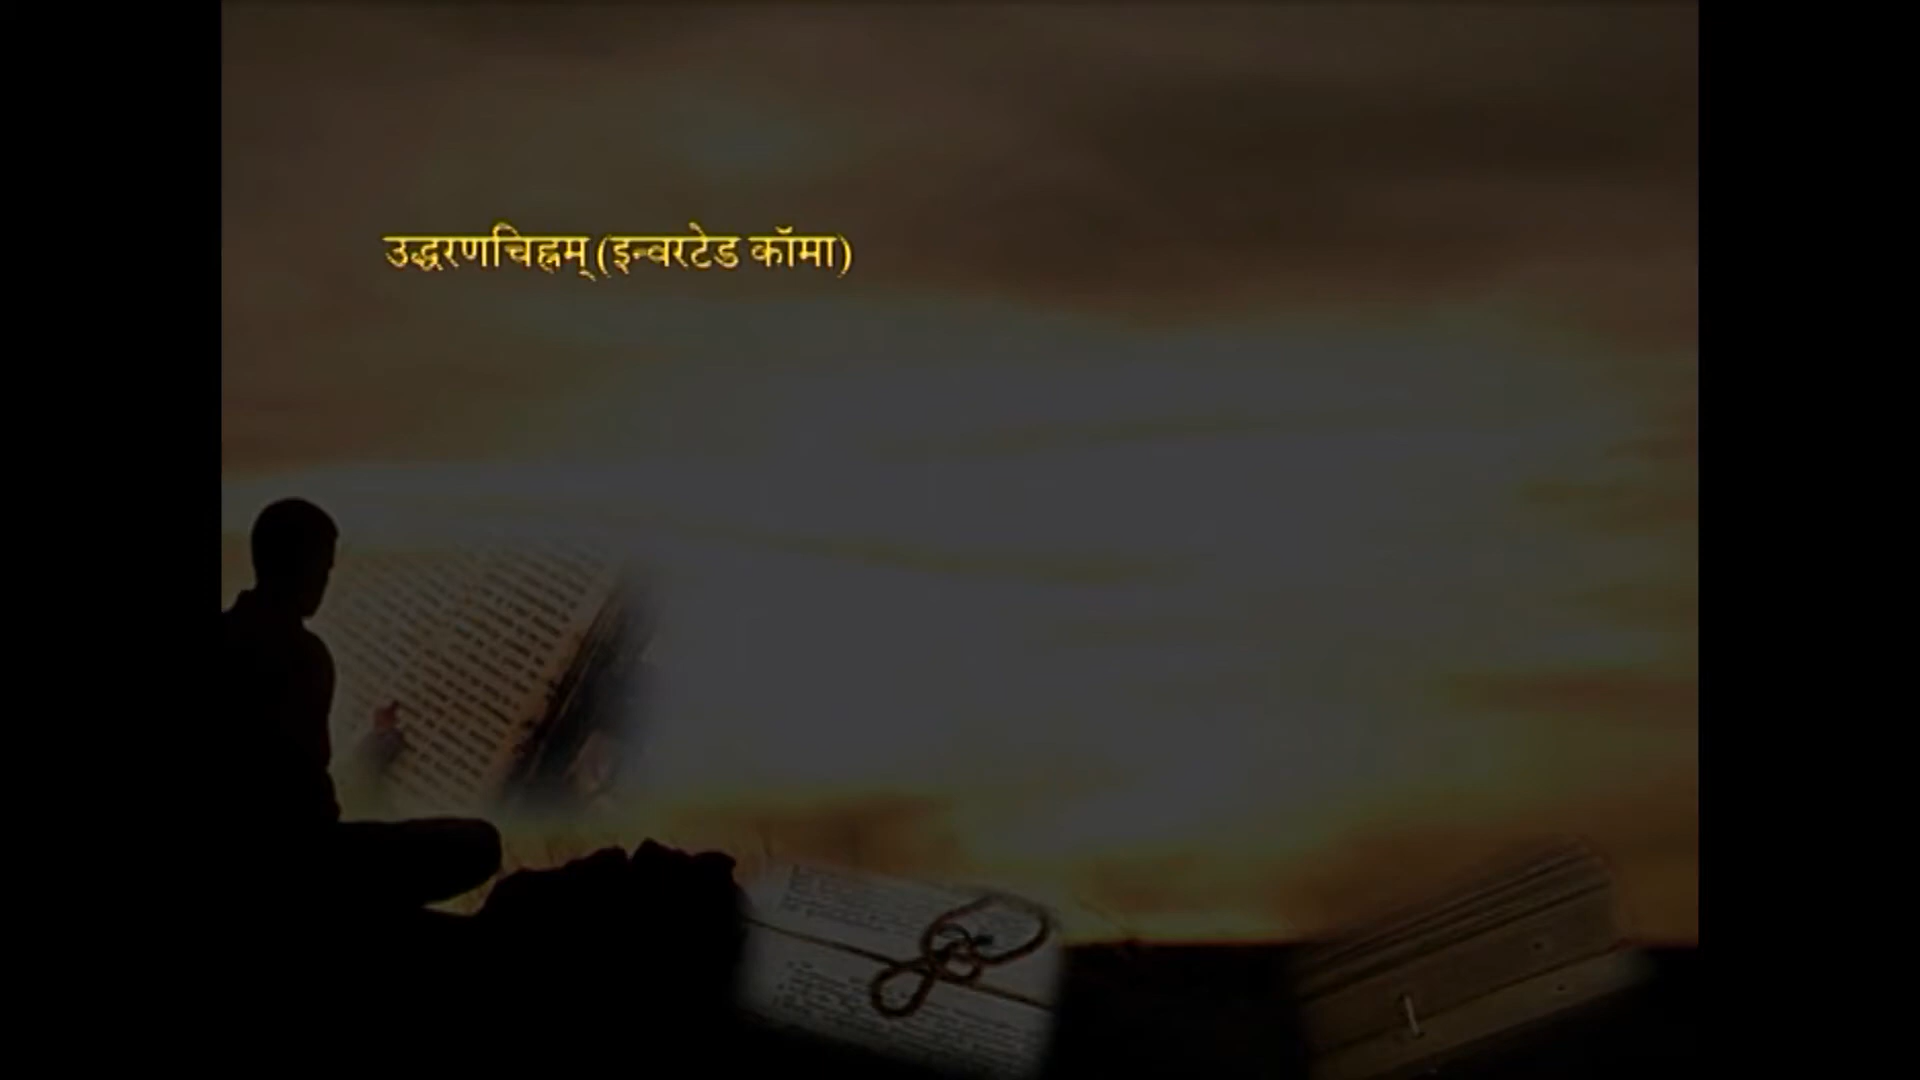 उद्धरणचिह्नम् (इन्वरटेड कॉमा)